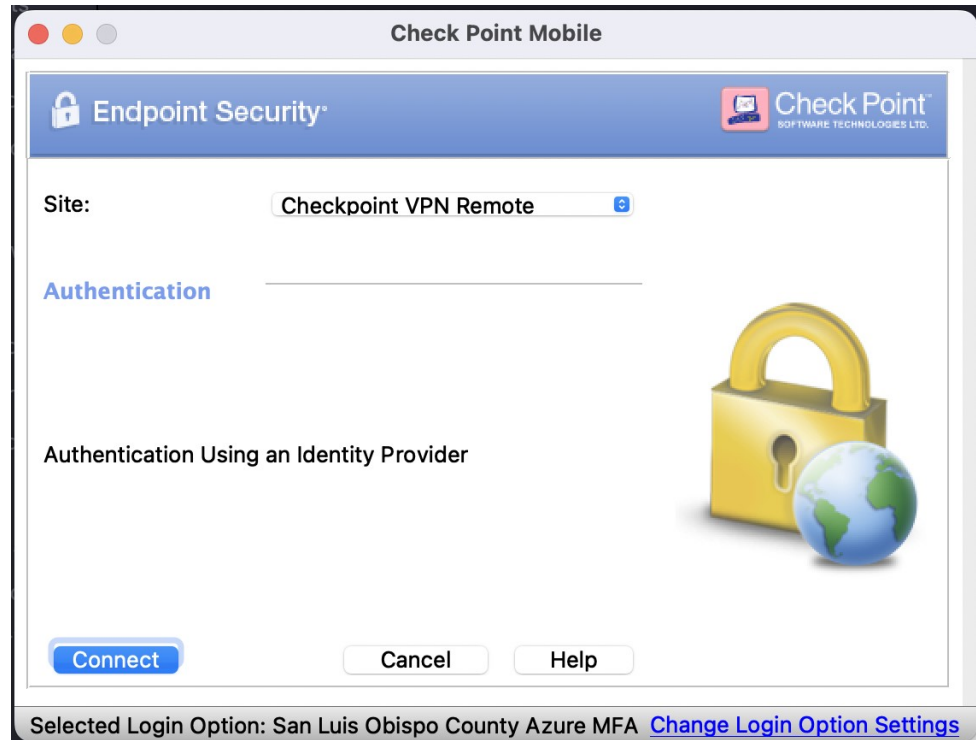 Check Point Mobile
Endpoint Security
Check Point™
SOFTWARE TECHNOLOGIES LTD.
Site:
Checkpoint VPN Remote
Authentication
Authentication Using an Identity Provider
Connect
Cancel
Help
Selected Login Option: San Luis Obispo County Azure MFA Change Login Option Settings